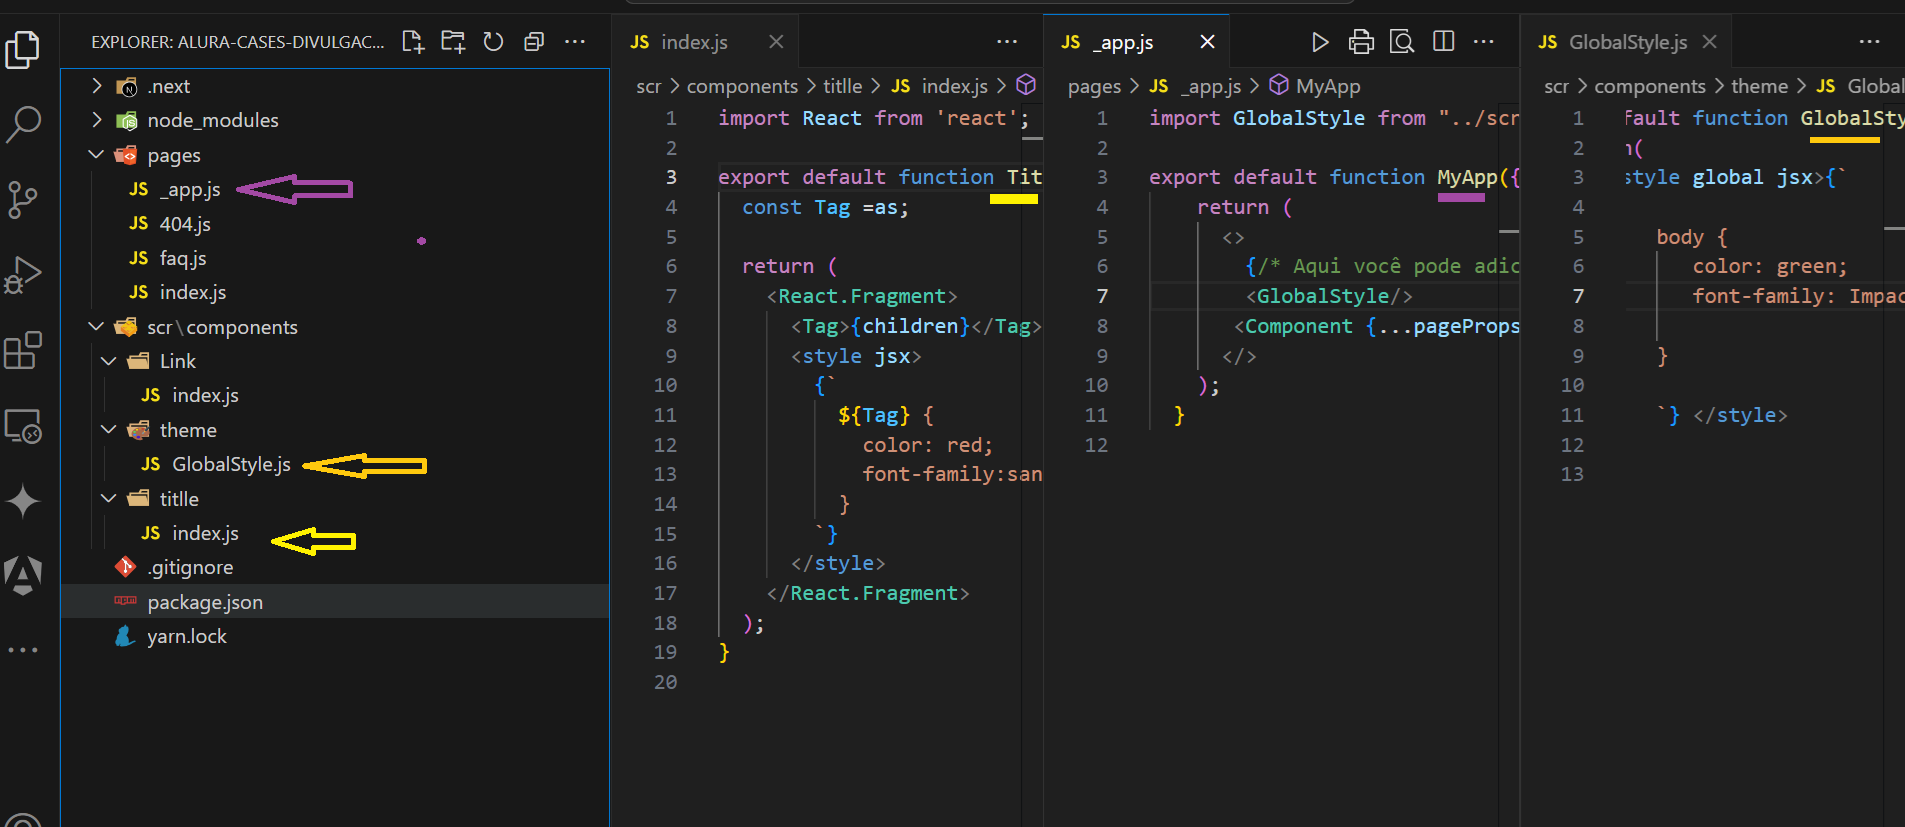 EXPLORER: ALURA-CASES-DIVULGAC...
.next
node_modules
pages
_app.js
404.js
faq.js
index.js
scr\components
Link
index.js
theme
GlobalStyle.js
titlle
index.js
.gitignore
package.json
yarn.lock
JS index.js
scr > components > titlle > JS index.js >
1 import React from 'react';
2
3 export default function Tit
4 const Tag =as;
5
6 return (
7 <React.Fragment>
8 <Tag>{children}</Tag>
9 <style jsx>
10 {`
11 ${Tag} {
12 color: red;
13 font-family:san
14 }
15 `}
16 </style>
17 </React.Fragment>
18 );
19 }
20
JS _app.js
pages > JS _app.js > MyApp
1 import GlobalStyle from "../scr
2
3 export default function MyApp({
4 return (
5 <>
6 {/* Aqui você pode adic
7 <GlobalStyle/>
8 <Component {...pageProps
9 </>
10 );
11 }
12
JS GlobalStyle.js
scr > components > theme > JS Global
1 fault function GlobalSty
2 n(
3 style global jsx>{`
4
5 body {
6 color: green;
7 font-family: Impac
8
9 }
10
11 `} </style>
12
13